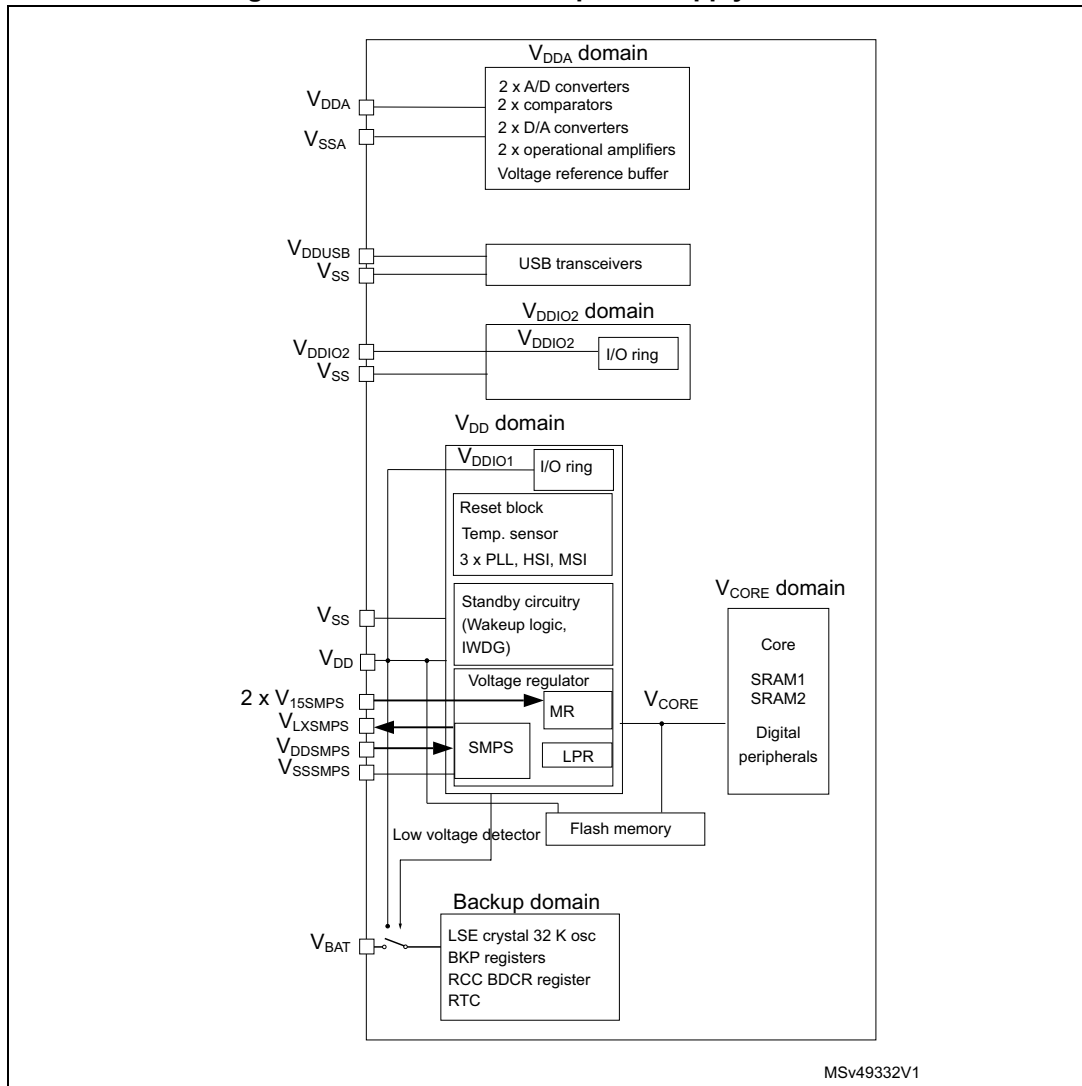 V_DDA domain
V_DDA
V_SSA
2 x A/D converters
2 x comparators
2 x D/A converters
2 x operational amplifiers
Voltage reference buffer
V_DDUSB
V_SS
USB transceivers
V_DDIO2 domain
V_DDIO2
V_SS
V_DDIO2
I/O ring
V_DD domain
V_DDIO1
I/O ring
Reset block
Temp. sensor
3 x PLL, HSI, MSI
Standby circuitry
(Wakeup logic,
IWDG)
V_SS
V_DD
2 x V_15SMPS
V_LXSMPS
V_DDSMPS
V_SSSMPS
Voltage regulator
MR
SMPS
LPR
V_CORE
V_CORE domain
Core
SRAM1
SRAM2
Digital
peripherals
Low voltage detector
Flash memory
Backup domain
V_BAT
LSE crystal 32 K osc
BKP registers
RCC BDCR register
RTC
MSv49332V1